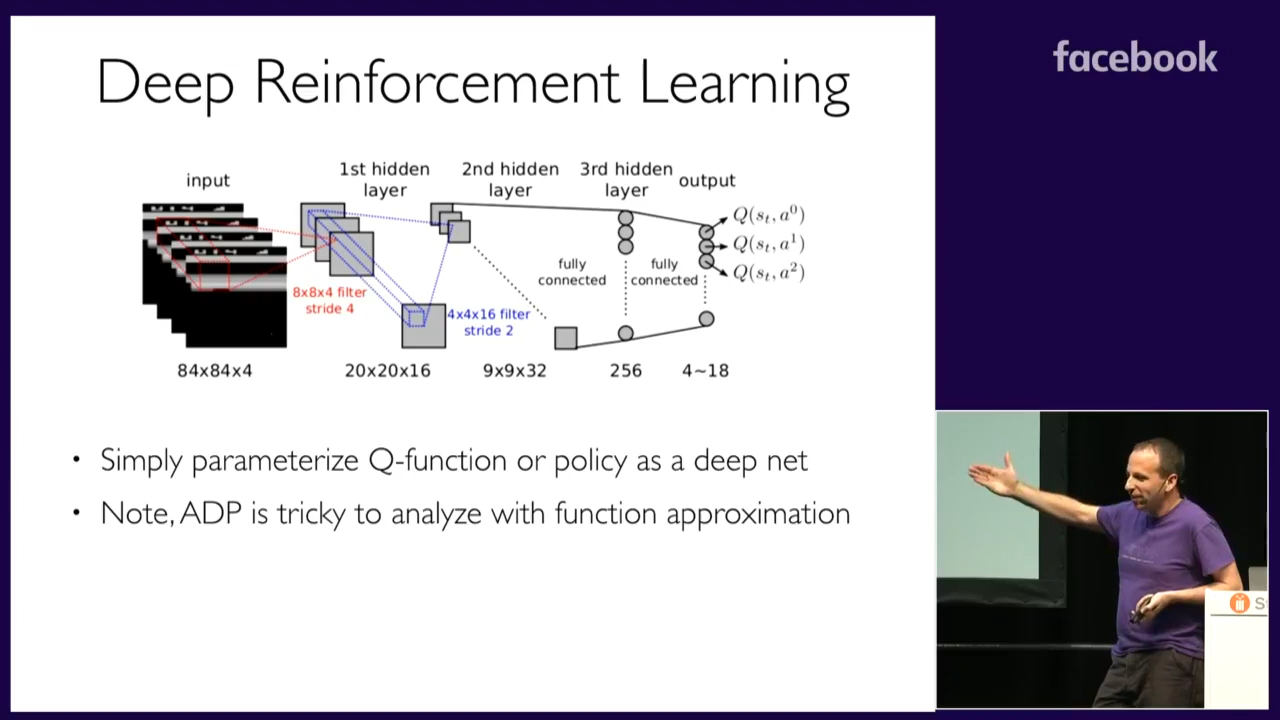 Deep Reinforcement Learning
facebook
input
1st hidden
layer
2nd hidden
layer
3rd hidden
layer
output
Q(s_t, a^0)
Q(s_t, a^1)
Q(s_t, a^2)
fully
connected
fully
connected
8x8x4 filter
stride 4
4x4x16 filter
stride 2
84x84x4
20x20x16
9x9x32
256
4~18
• Simply parameterize Q-function or policy as a deep net
• Note, ADP is tricky to analyze with function approximation
S